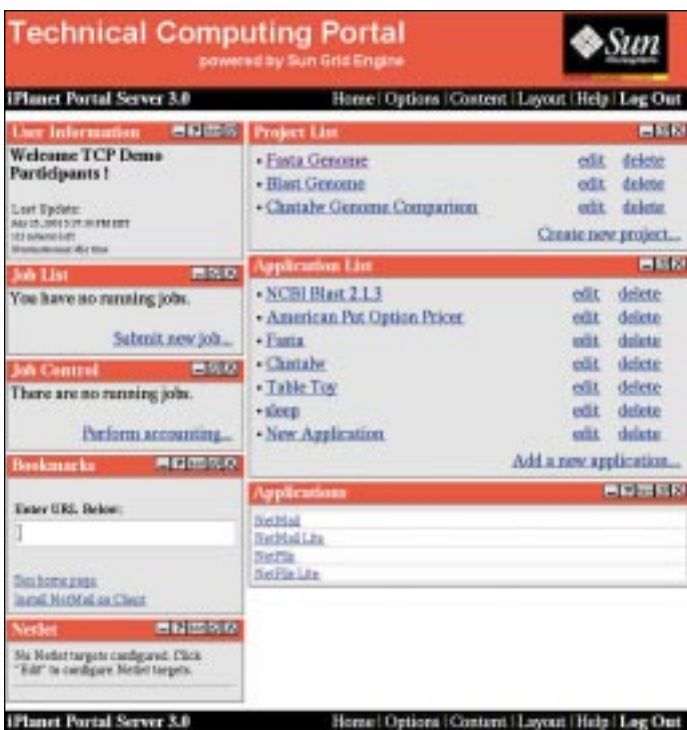 Technical Computing Portal
powered by Sun Grid Engine
Sun
iPlanet Portal Server 3.0
Home | Options | Content | Layout | Help | Log Out
User Information
Welcome TCP Demo
Participants !
Last Update:
Job List
You have no running jobs.
Submit new job...
Job Control
There are no running jobs.
Perform accounting...
Bookmarks
Enter URL Below:
Sun home page
Install NetMail on Client
Netlet
No Netlet targets configured. Click
"Edit" to configure Netlet targets.
Project List
• Fasta Genome edit delete
• Blast Genome edit delete
• Clustalw Genome Comparison edit delete
Create new project...
Application List
• NCBI Blast 2.1.3 edit delete
• American Put Option Pricer edit delete
• Fasta edit delete
• Clustalw edit delete
• Table Toy edit delete
• sleep edit delete
• New Application edit delete
Add a new application...
Applications
NetMail
NetMail Lite
NetFile
NetFile Lite
iPlanet Portal Server 3.0
Home | Options | Content | Layout | Help | Log Out